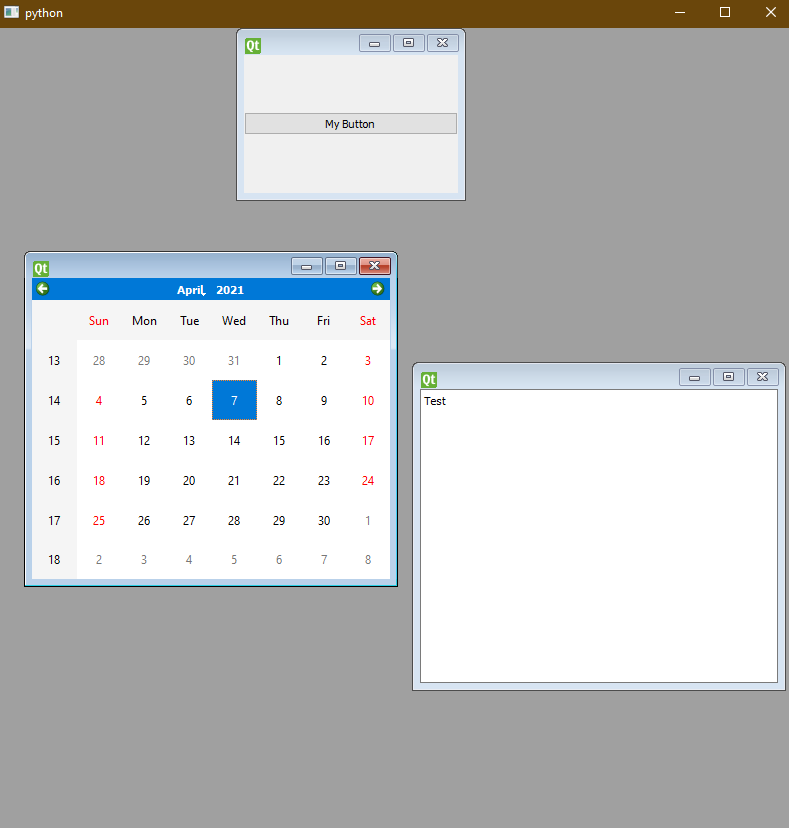 python
Qt
My Button
Qt
April, 2021
Sun Mon Tue Wed Thu Fri Sat
13 28 29 30 31 1 2 3
14 4 5 6 7 8 9 10
15 11 12 13 14 15 16 17
16 18 19 20 21 22 23 24
17 25 26 27 28 29 30 1
18 2 3 4 5 6 7 8
Qt
Test